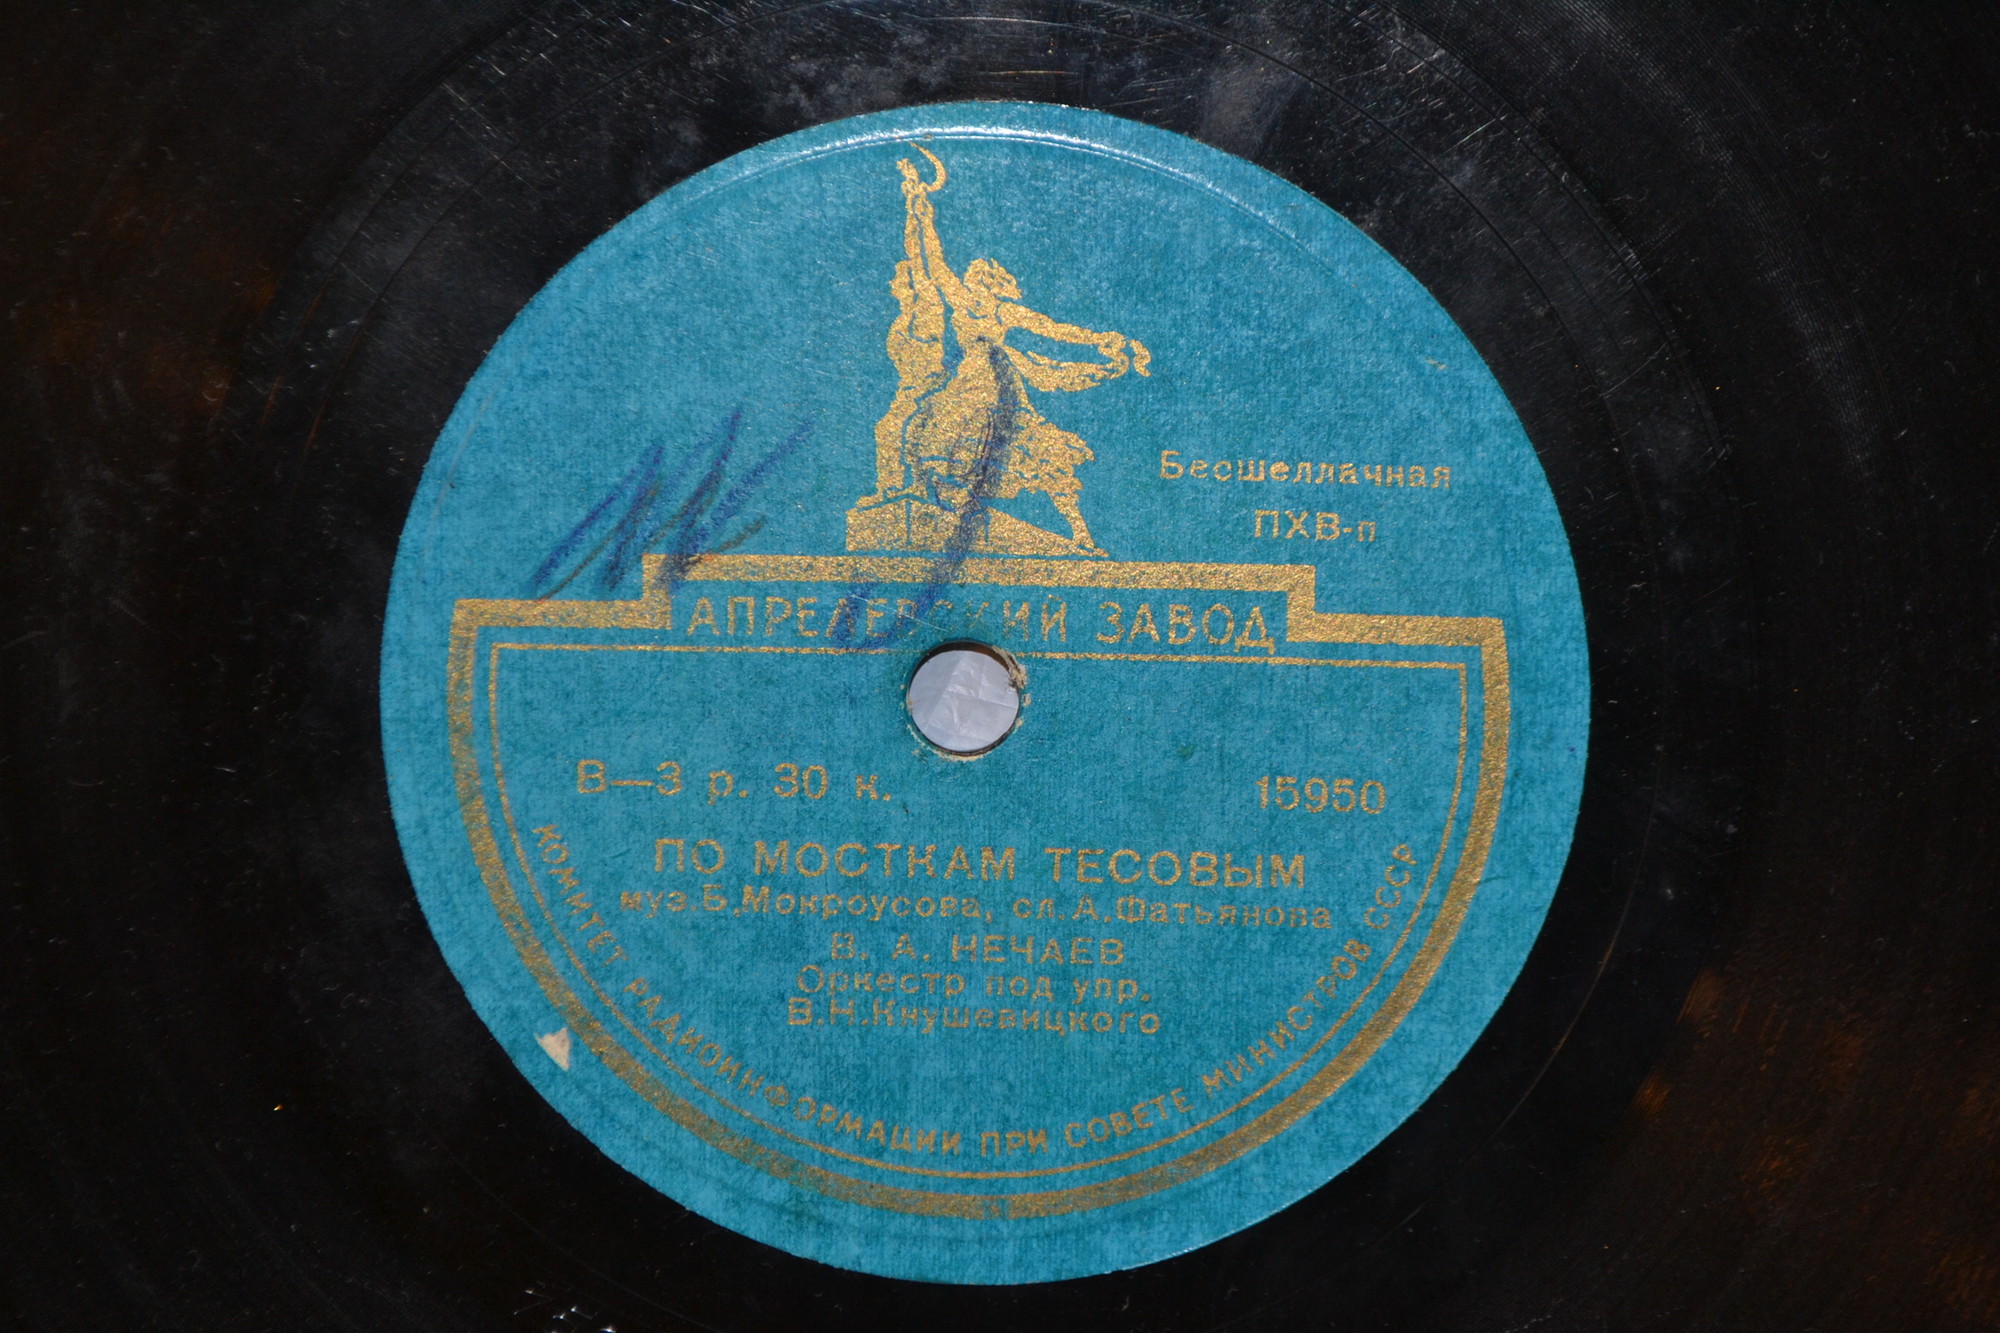 Бесшеллачная
ПХВ-п
АПРЕЛЕВСКИЙ ЗАВОД
В—3 р. 30 к.
15950
ПО МОСТКАМ ТЕСОВЫМ
муз.Б.Мокроусова, сл.А.Фатьянова
В. А. НЕЧАЕВ
Оркестр под упр.
В.Н.Кнушевицкого
КОМИТЕТ РАДИОИНФОРМАЦИИ ПРИ СОВЕТЕ МИНИСТРОВ СССР